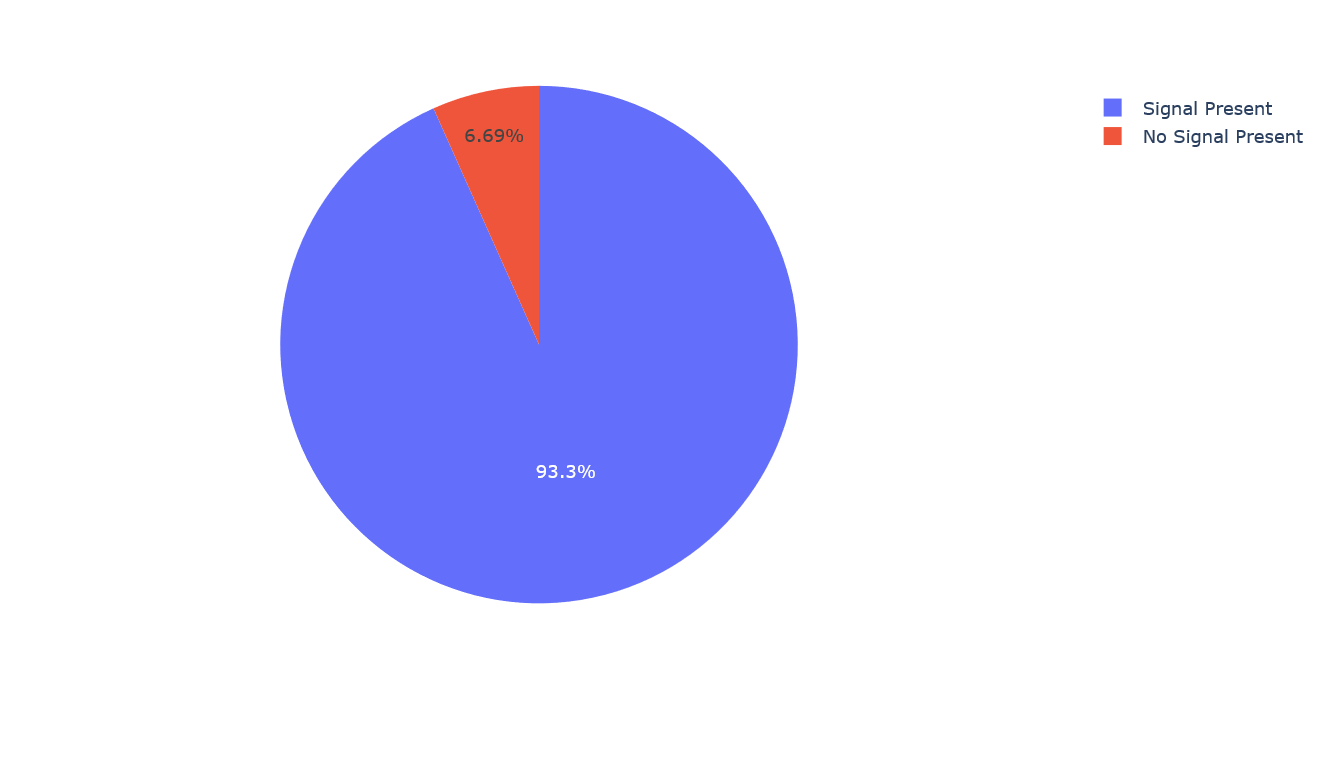 6.69%
93.3%
Signal Present
No Signal Present